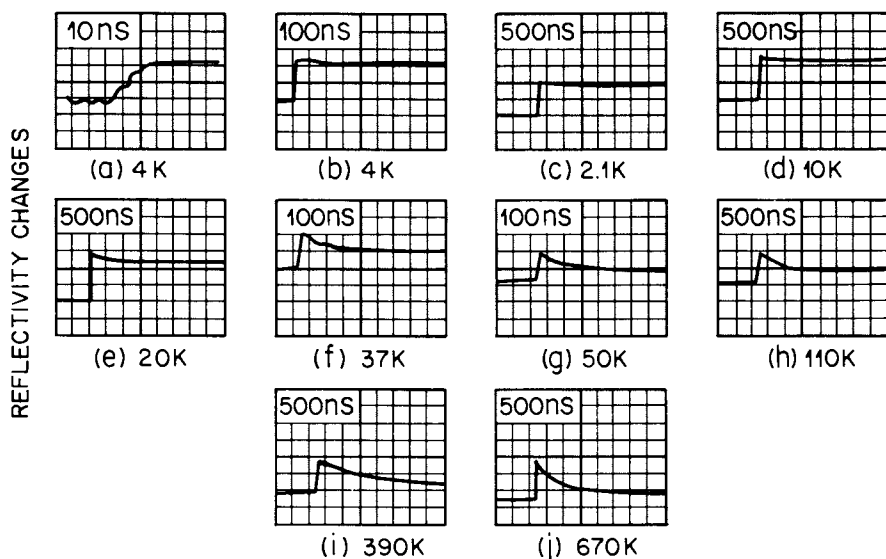 REFLECTIVITY CHANGES
10nS
(a) 4K
100nS
(b) 4K
500nS
(c) 2.1K
500nS
(d) 10K
500nS
(e) 20K
100nS
(f) 37K
100nS
(g) 50K
500nS
(h) 110K
500nS
(i) 390K
500nS
(j) 670K